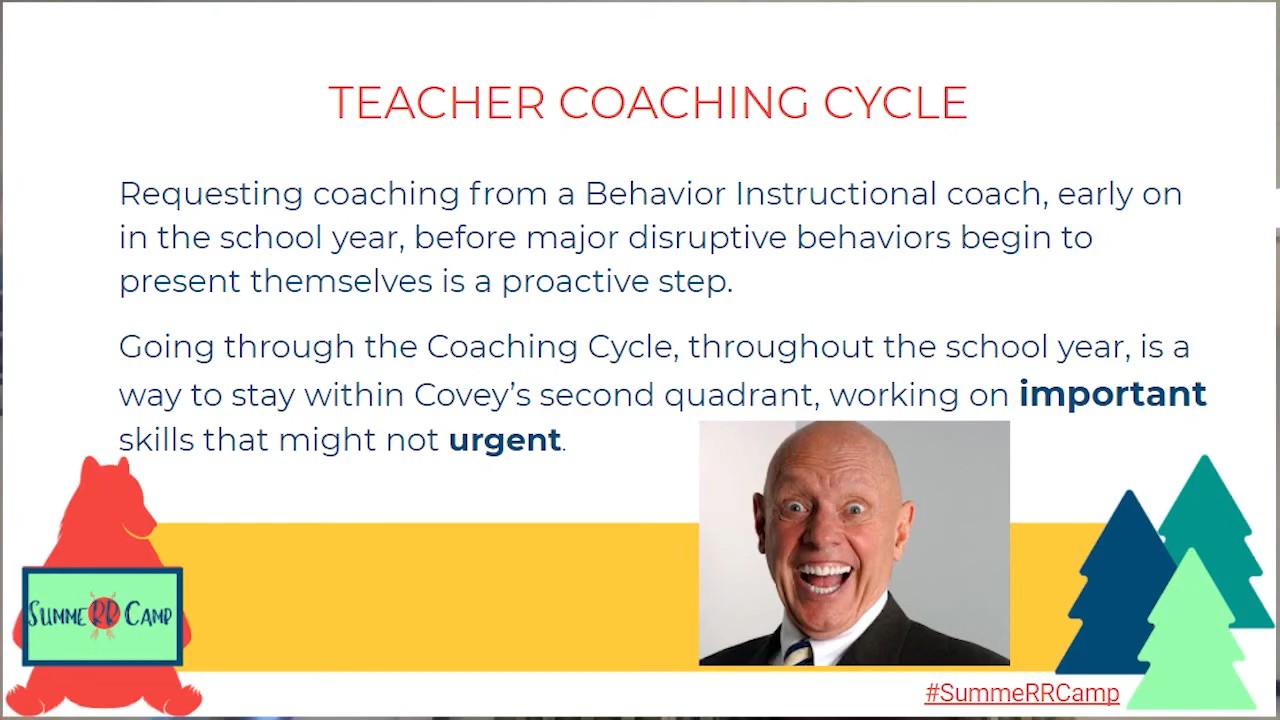 TEACHER COACHING CYCLE
Requesting coaching from a Behavior Instructional coach, early on
in the school year, before major disruptive behaviors begin to
present themselves is a proactive step.
Going through the Coaching Cycle, throughout the school year, is a
way to stay within Covey’s second quadrant, working on important
skills that might not urgent.
SUMMERR CAMP
#SummeRRCamp